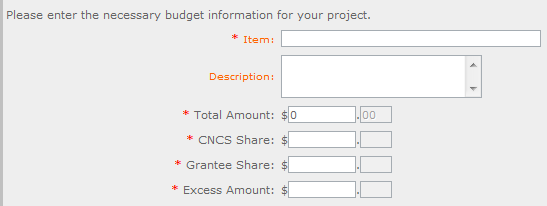 Please enter the necessary budget information for your project.
* Item:
Description:
* Total Amount: $0.00
* CNCS Share: $ .
* Grantee Share: $ .
* Excess Amount: $ .